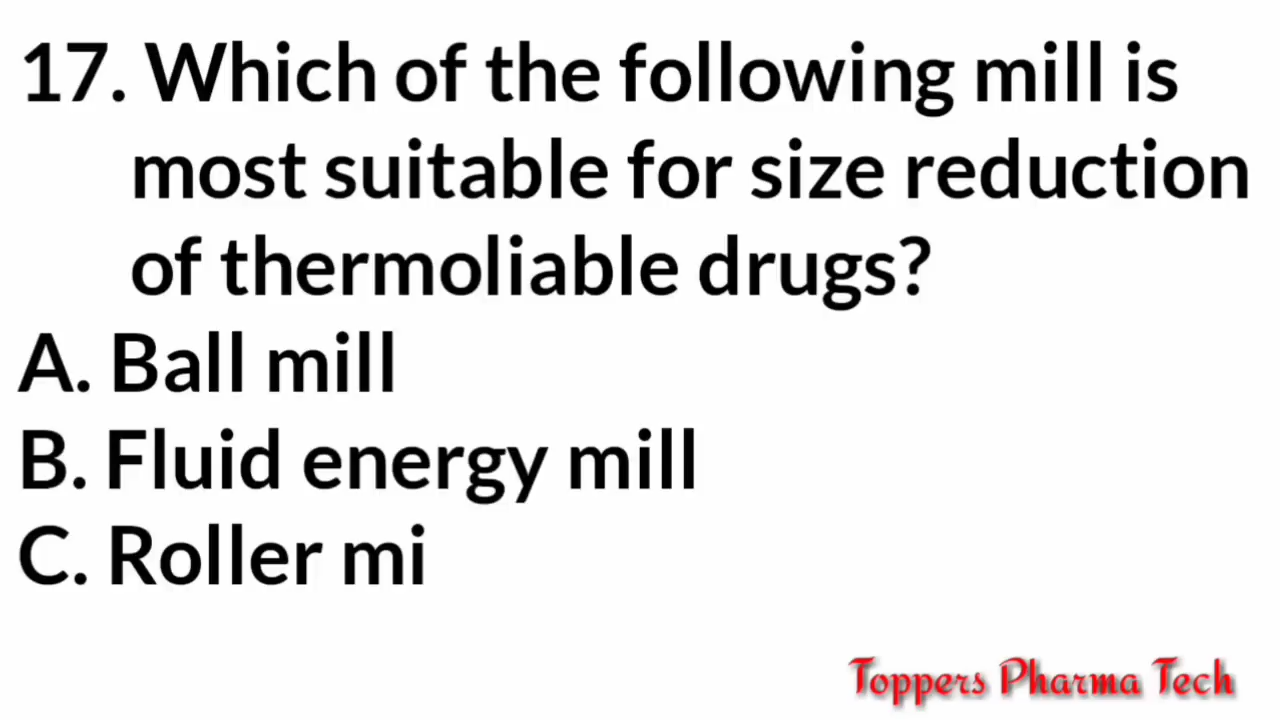 17. Which of the following mill is
most suitable for size reduction
of thermoliable drugs?
A. Ball mill
B. Fluid energy mill
C. Roller mi
Toppers Pharma Tech